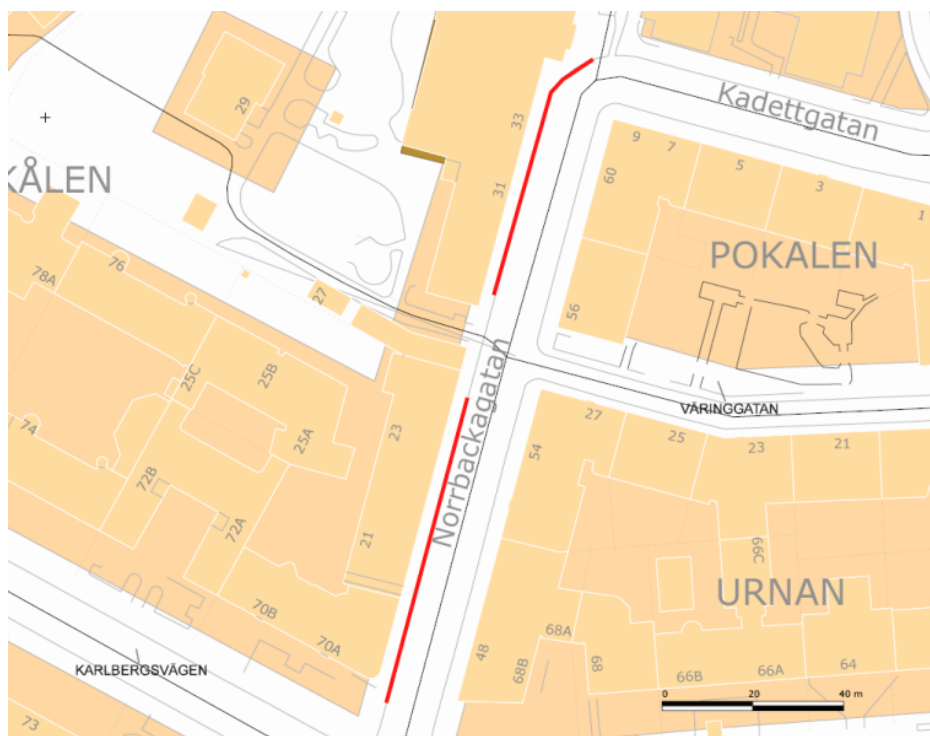 29
33
31
Kadettgatan
9
7
5
3
1
60
KÅLEN
POKALEN
78A
76
27
56
25C
25B
Norrbackagatan
VÄRINGGATAN
74
25A
23
54
27
25
23
21
72B
72A
21
66C
URNAN
70B
70A
48
68A
68B
68
66B
66A
64
KARLBERGSVÄGEN
0 20 40 m
73